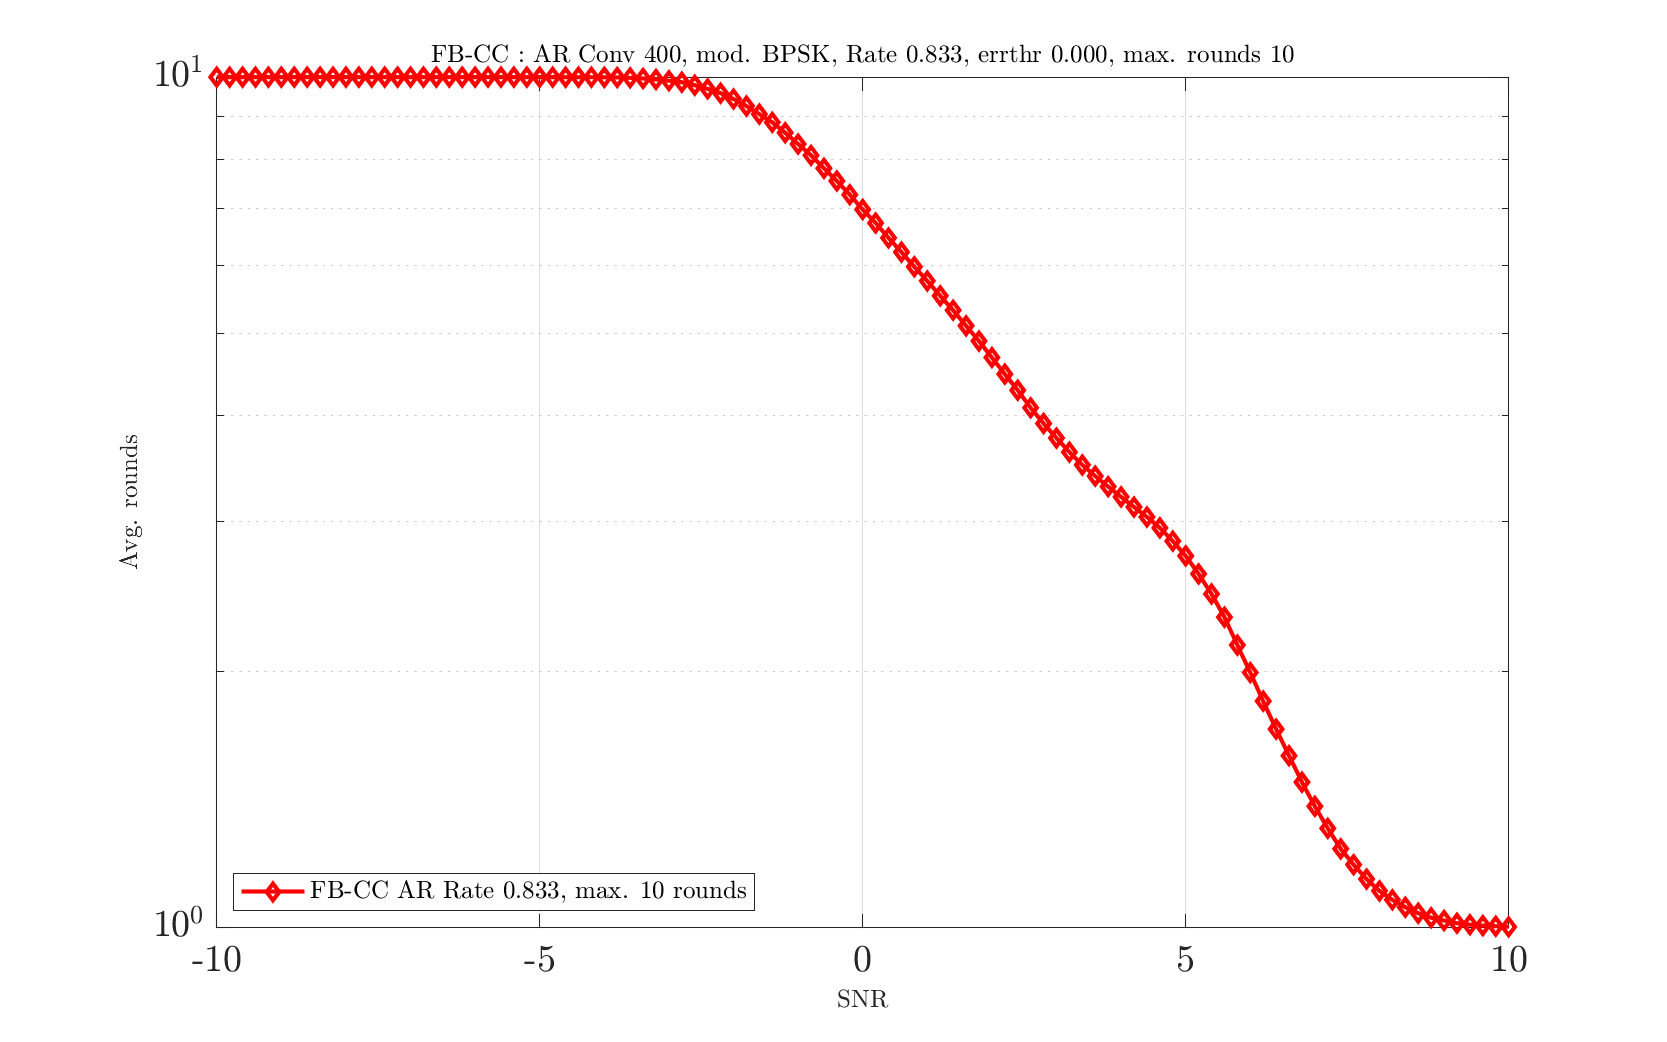 FB-CC : AR Conv 400, mod. BPSK, Rate 0.833, errthr 0.000, max. rounds 10
10¹
Avg. rounds
FB-CC AR Rate 0.833, max. 10 rounds
10⁰
-10 -5 0 5 10
SNR